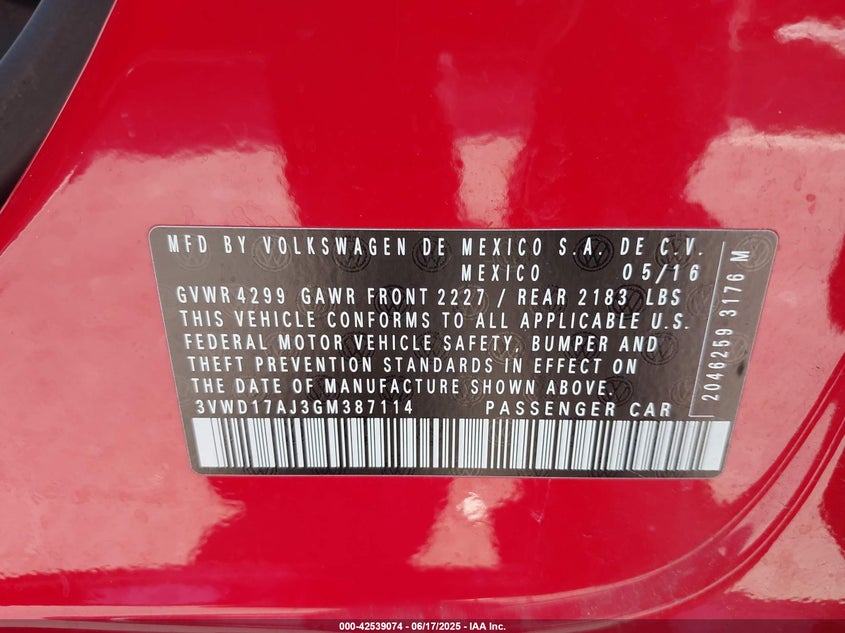 MFD BY VOLKSWAGEN DE MEXICO S.A. DE C.V.
MEXICO 05/16
GVWR 4299 GAWR FRONT 2227 / REAR 2183 LBS
THIS VEHICLE CONFORMS TO ALL APPLICABLE U.S.
FEDERAL MOTOR VEHICLE SAFETY, BUMPER AND
THEFT PREVENTION STANDARDS IN EFFECT ON
THE DATE OF MANUFACTURE SHOWN ABOVE.
3VWD17AJ3GM387114 PASSENGER CAR
2046259 3176 M
000-42539074 - 06/17/2025 - IAA Inc.